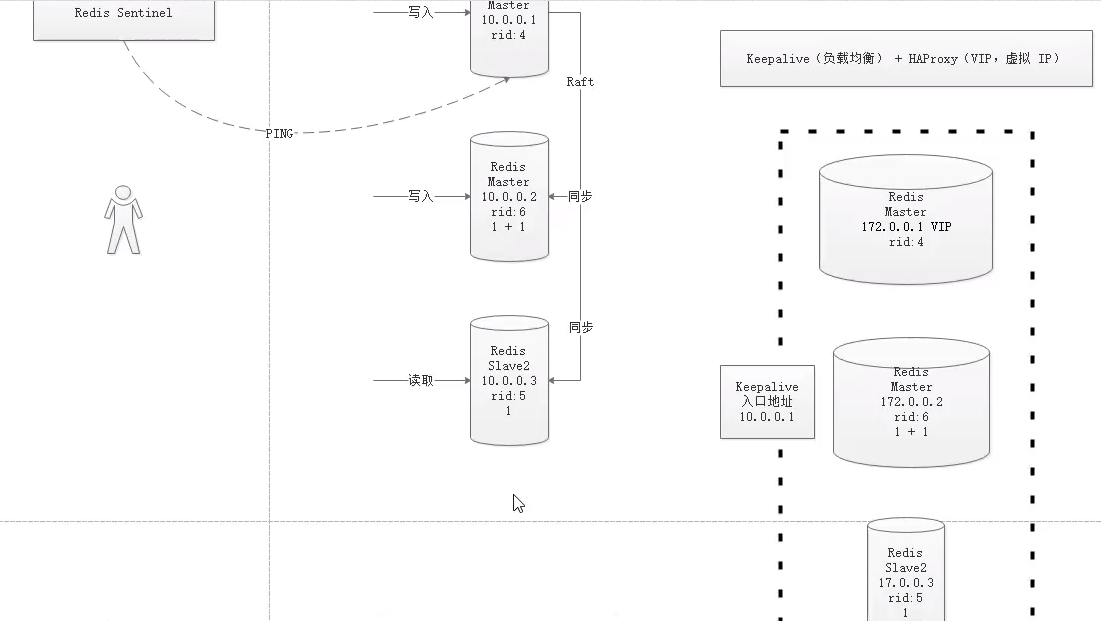 Redis Sentinel
写入
Master
10.0.0.1
rid:4
Raft
PING
写入
Redis
Master
10.0.0.2
rid:6
1 + 1
同步
同步
读取
Redis
Slave2
10.0.0.3
rid:5
1
Keepalive（负载均衡） + HAProxy（VIP，虚拟 IP）
Redis
Master
172.0.0.1 VIP
rid:4
Keepalive
入口地址
10.0.0.1
Redis
Master
172.0.0.2
rid:6
1 + 1
Redis
Slave2
17.0.0.3
rid:5
1